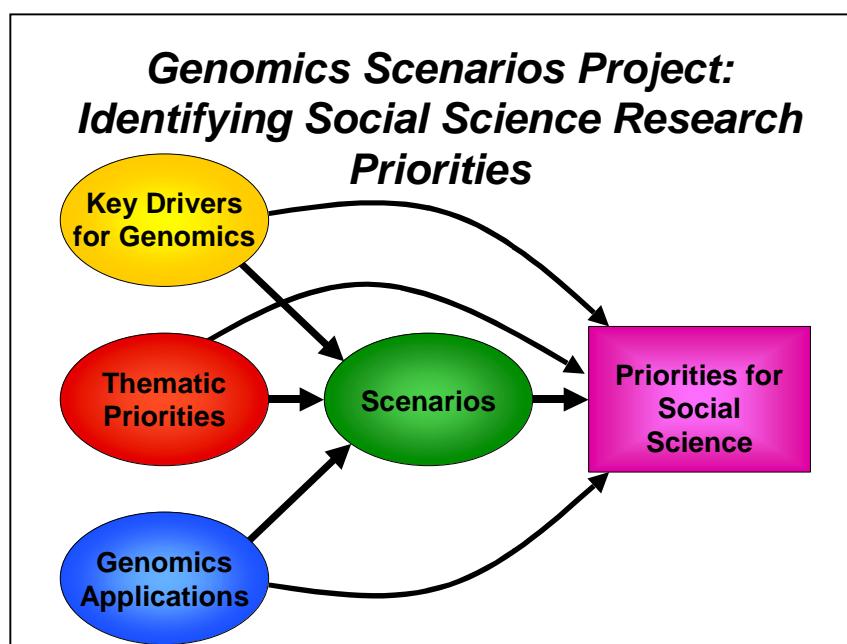 Genomics Scenarios Project:
Identifying Social Science Research
Priorities
Key Drivers
for Genomics
Thematic
Priorities
Scenarios
Priorities for
Social
Science
Genomics
Applications